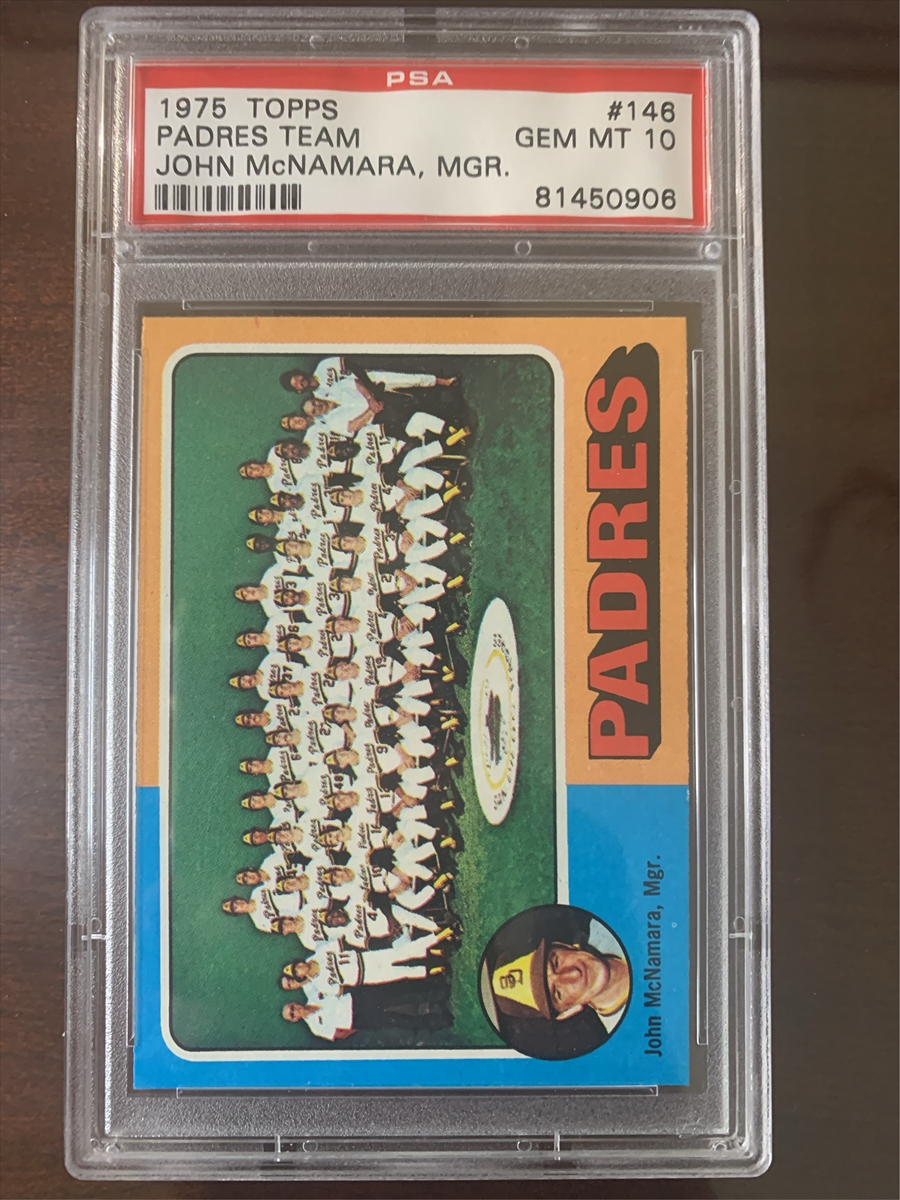 PSA
1975 TOPPS #146
PADRES TEAM GEM MT 10
JOHN McNAMARA, MGR.
81450906
PADRES
John McNamara, Mgr.